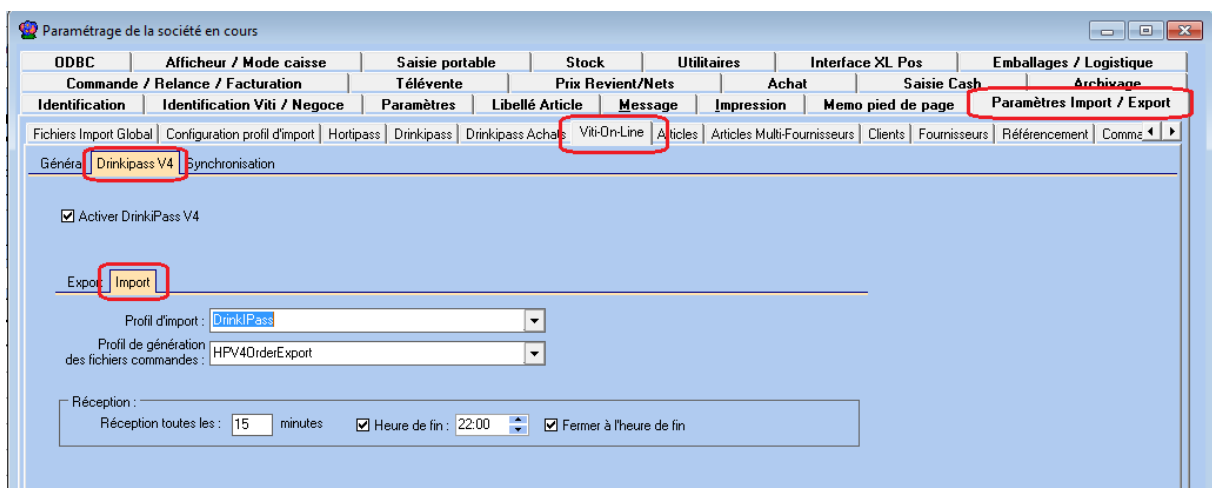 Paramétrage de la société en cours
ODBC Afficheur / Mode caisse Saisie portable Stock Utilitaires Interface XL Pos Emballages / Logistique
Commande / Relance / Facturation Télévente Prix Revient/Nets Achat Saisie Cash Archivage
Identification Identification Viti / Negoce Paramètres Libellé Article Message Impression Memo pied de page Paramètres Import / Export
Fichiers Import Global Configuration profil d'import Hortipass Drinkipass Drinkipass Achats Viti-On-Line Articles Articles Multi-Fournisseurs Clients Fournisseurs Référencement Comma
Général Drinkipass V4 Synchronisation
Activer DrinkiPass V4
Export Import
Profil d'import : DrinkIPass
Profil de génération
des fichiers commandes : HPV4OrderExport
Réception :
Réception toutes les : 15 minutes Heure de fin : 22:00 Fermer à l'heure de fin